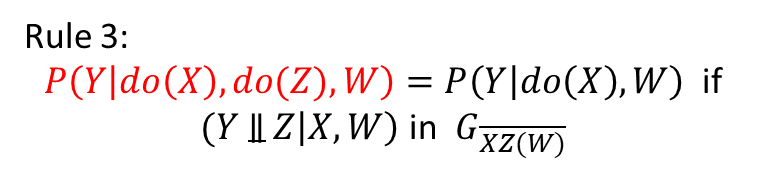 Rule 3:
P(Y|do(X), do(Z), W) = P(Y|do(X), W) if
(Y ⫫ Z|X, W) in G_{\overline{XZ(W)}}